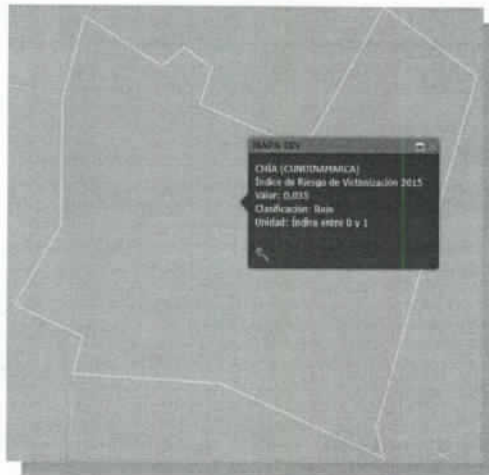 MAPA IRV
CHÍA (CUNDINAMARCA)
Índice de Riesgo de Victimización 2015
Valor: 0,035
Clasificación: Bajo
Unidad: Índice entre 0 y 1